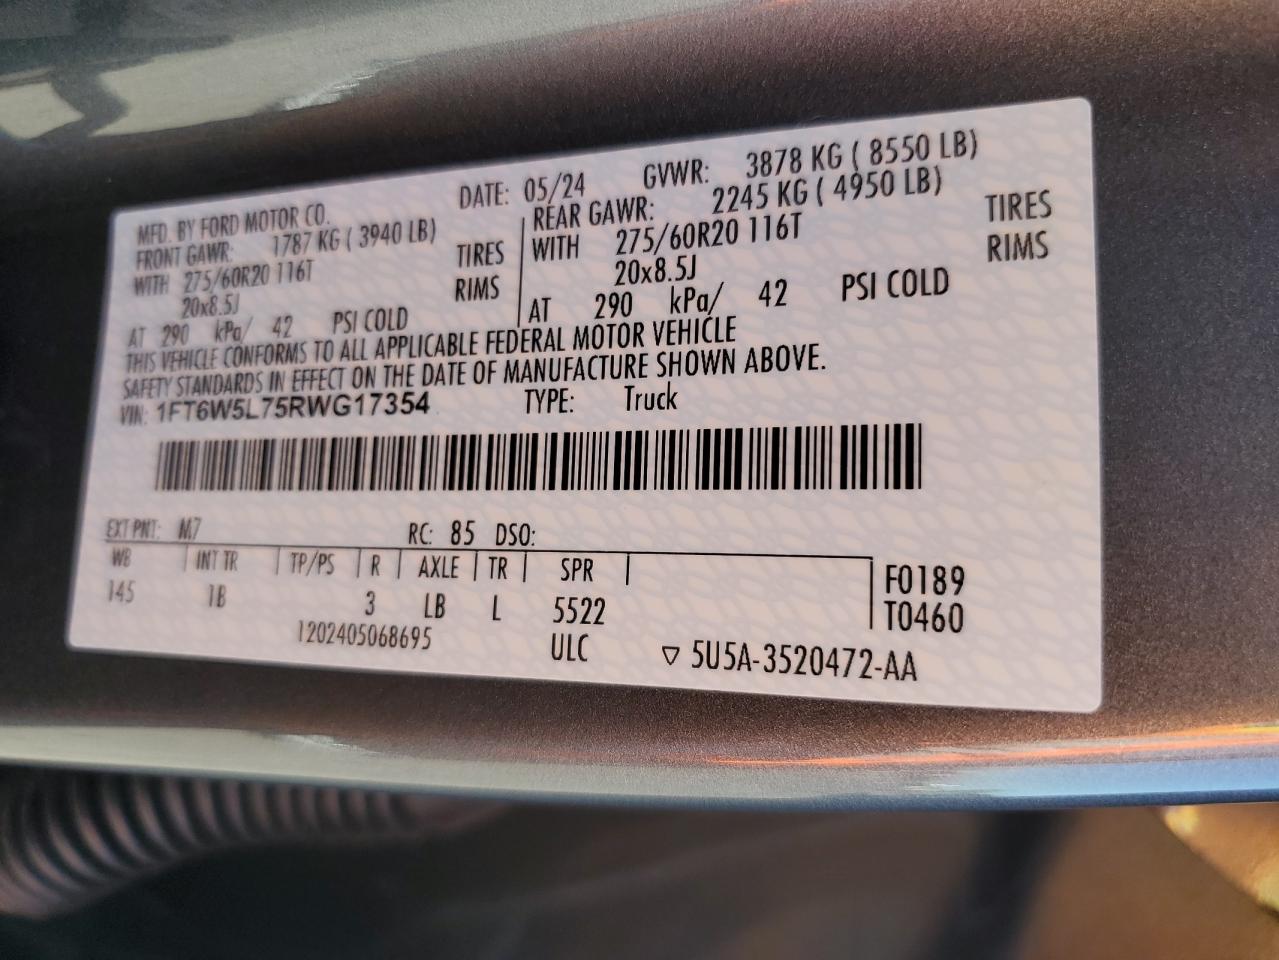 MFD. BY FORD MOTOR CO. DATE: 05/24 GVWR: 3878 KG ( 8550 LB)
FRONT GAWR: 1787 KG ( 3940 LB) REAR GAWR: 2245 KG ( 4950 LB)
WITH 275/60R20 116T TIRES WITH 275/60R20 116T TIRES
20x8.5J RIMS 20x8.5J RIMS
AT 290 kPa/ 42 PSI COLD AT 290 kPa/ 42 PSI COLD
THIS VEHICLE CONFORMS TO ALL APPLICABLE FEDERAL MOTOR VEHICLE
SAFETY STANDARDS IN EFFECT ON THE DATE OF MANUFACTURE SHOWN ABOVE.
VIN: 1FT6W5L75RWG17354 TYPE: Truck
EXT PNT: M7 RC: 85 DSO:
WB INT TR TP/PS R AXLE TR SPR F0189
145 1B 3 LB L 5522 T0460
1202405068695 ULC ▽ 5U5A-3520472-AA